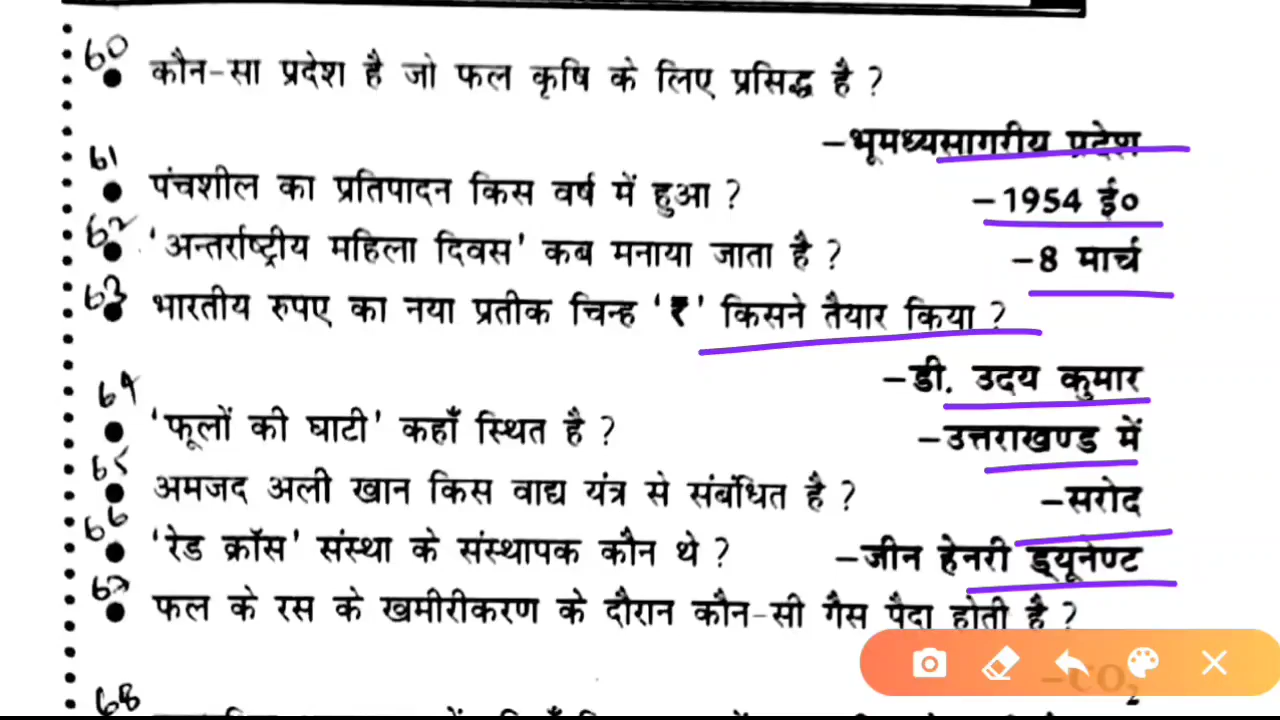 60 कौन-सा प्रदेश है जो फल कृषि के लिए प्रसिद्ध है ?
–भूमध्यसागरीय प्रदेश
61 पंचशील का प्रतिपादन किस वर्ष में हुआ ? –1954 ई०
62 'अन्तर्राष्ट्रीय महिला दिवस' कब मनाया जाता है ? –8 मार्च
63 भारतीय रुपए का नया प्रतीक चिन्ह '₹' किसने तैयार किया ?
–डी. उदय कुमार
64 'फूलों की घाटी' कहाँ स्थित है ? –उत्तराखण्ड में
65 अमजद अली खान किस वाद्य यंत्र से संबंधित है ? –सरोद
66 'रेड क्रॉस' संस्था के संस्थापक कौन थे ? –जीन हेनरी ड्यूनेण्ट
67 फल के रस के खमीरीकरण के दौरान कौन-सी गैस पैदा होती है ?
–CO₂
68